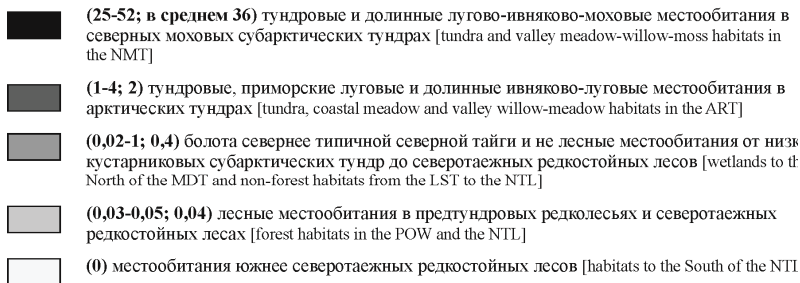 (25-52; в среднем 36) тундровые и долинные лугово-ивняково-моховые местообитания в
северных моховых субарктических тундрах [tundra and valley meadow-willow-moss habitats in
the NMT]
(1-4; 2) тундровые, приморские луговые и долинные ивняково-луговые местообитания в
арктических тундрах [tundra, coastal meadow and valley willow-meadow habitats in the ART]
(0,02-1; 0,4) болота севернее типичной северной тайги и не лесные местообитания от низк
кустарниковых субарктических тундр до северотаежных редкостойных лесов [wetlands to th
North of the MDT and non-forest habitats from the LST to the NTL]
(0,03-0,05; 0,04) лесные местообитания в предтундровых редколесьях и северотаежных
редкостойных лесах [forest habitats in the POW and the NTL]
(0) местообитания южнее северотаежных редкостойных лесов [habitats to the South of the NTL